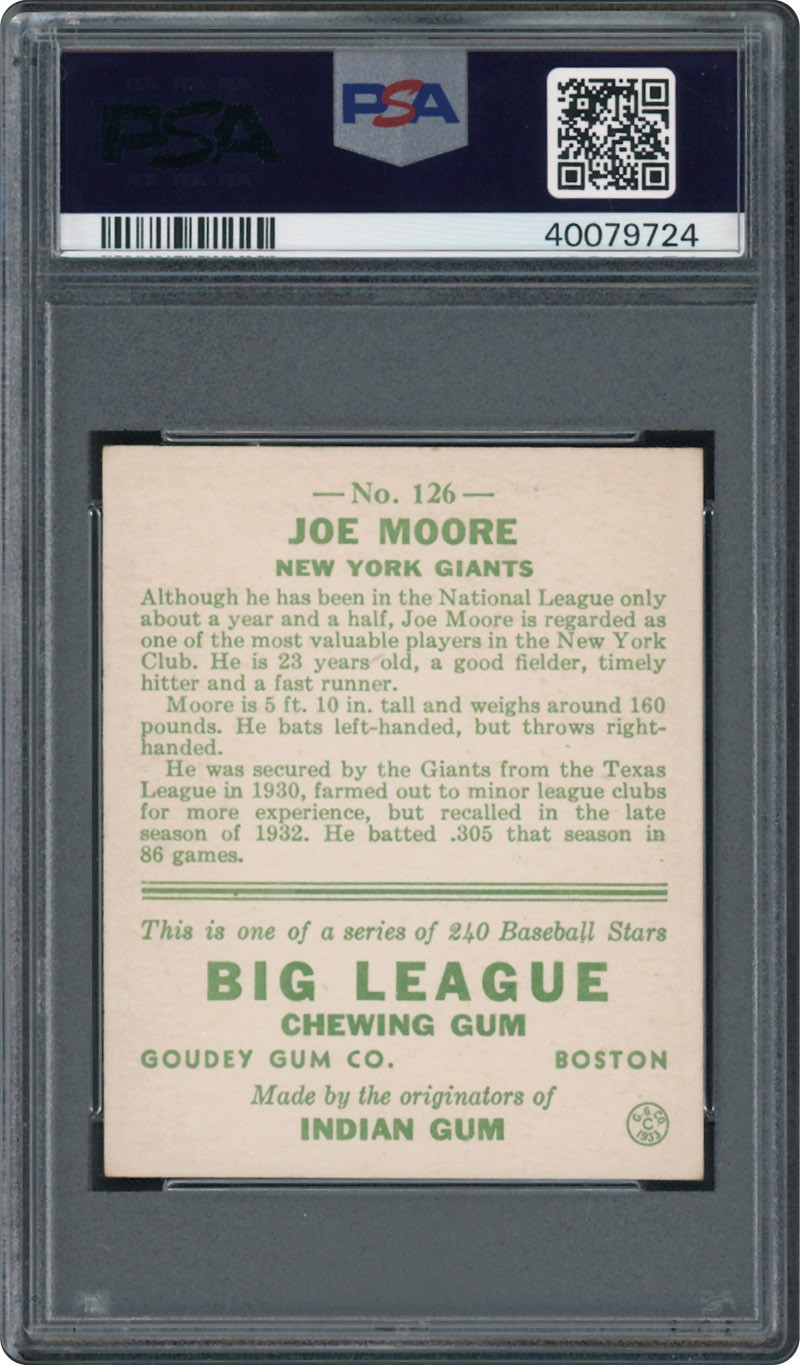 PSA
PSA
40079724
— No. 126 —
JOE MOORE
NEW YORK GIANTS
Although he has been in the National League only
about a year and a half, Joe Moore is regarded as
one of the most valuable players in the New York
Club. He is 23 years old, a good fielder, timely
hitter and a fast runner.
Moore is 5 ft. 10 in. tall and weighs around 160
pounds. He bats left-handed, but throws right-
handed.
He was secured by the Giants from the Texas
League in 1930, farmed out to minor league clubs
for more experience, but recalled in the late
season of 1932. He batted .305 that season in
86 games.
This is one of a series of 240 Baseball Stars
BIG LEAGUE
CHEWING GUM
GOUDEY GUM CO. BOSTON
Made by the originators of
INDIAN GUM
G. G. CO.
C
1933